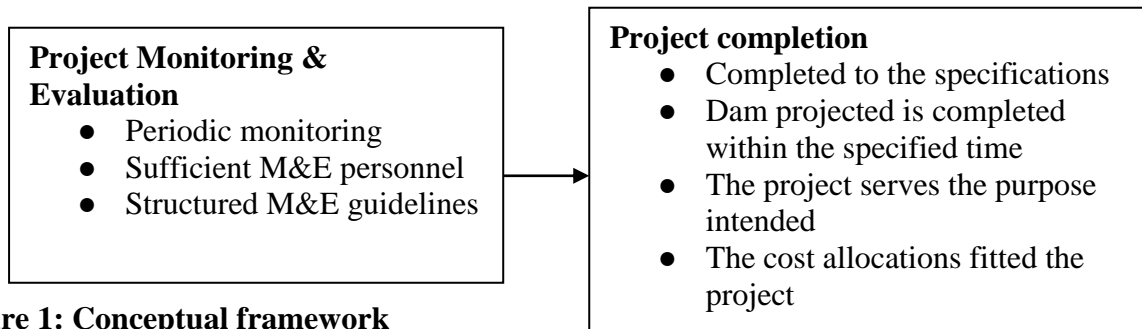 Project Monitoring &
Evaluation
● Periodic monitoring
● Sufficient M&E personnel
● Structured M&E guidelines
Project completion
● Completed to the specifications
● Dam projected is completed
within the specified time
● The project serves the purpose
intended
● The cost allocations fitted the
project
re 1: Conceptual framework